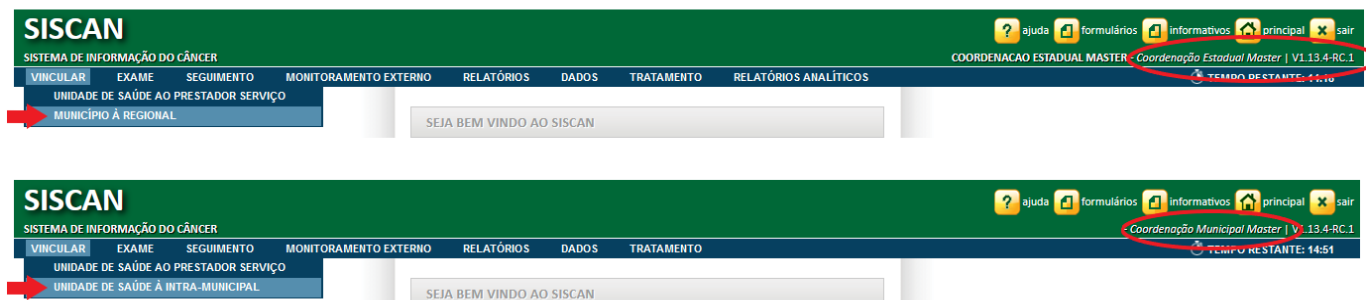 SISCAN
? ajuda formulários informativos principal sair
SISTEMA DE INFORMAÇÃO DO CÂNCER
COORDENACAO ESTADUAL MASTER - Coordenação Estadual Master | V1.13.4-RC.1
VINCULAR EXAME SEGUIMENTO MONITORAMENTO EXTERNO RELATÓRIOS DADOS TRATAMENTO RELATÓRIOS ANALÍTICOS TEMPO RESTANTE: 14:18
UNIDADE DE SAÚDE AO PRESTADOR SERVIÇO
MUNICÍPIO À REGIONAL
SEJA BEM VINDO AO SISCAN
SISCAN
? ajuda formulários informativos principal sair
SISTEMA DE INFORMAÇÃO DO CÂNCER
- Coordenação Municipal Master | V1.13.4-RC.1
VINCULAR EXAME SEGUIMENTO MONITORAMENTO EXTERNO RELATÓRIOS DADOS TRATAMENTO TEMPO RESTANTE: 14:51
UNIDADE DE SAÚDE AO PRESTADOR SERVIÇO
UNIDADE DE SAÚDE À INTRA-MUNICIPAL
SEJA BEM VINDO AO SISCAN